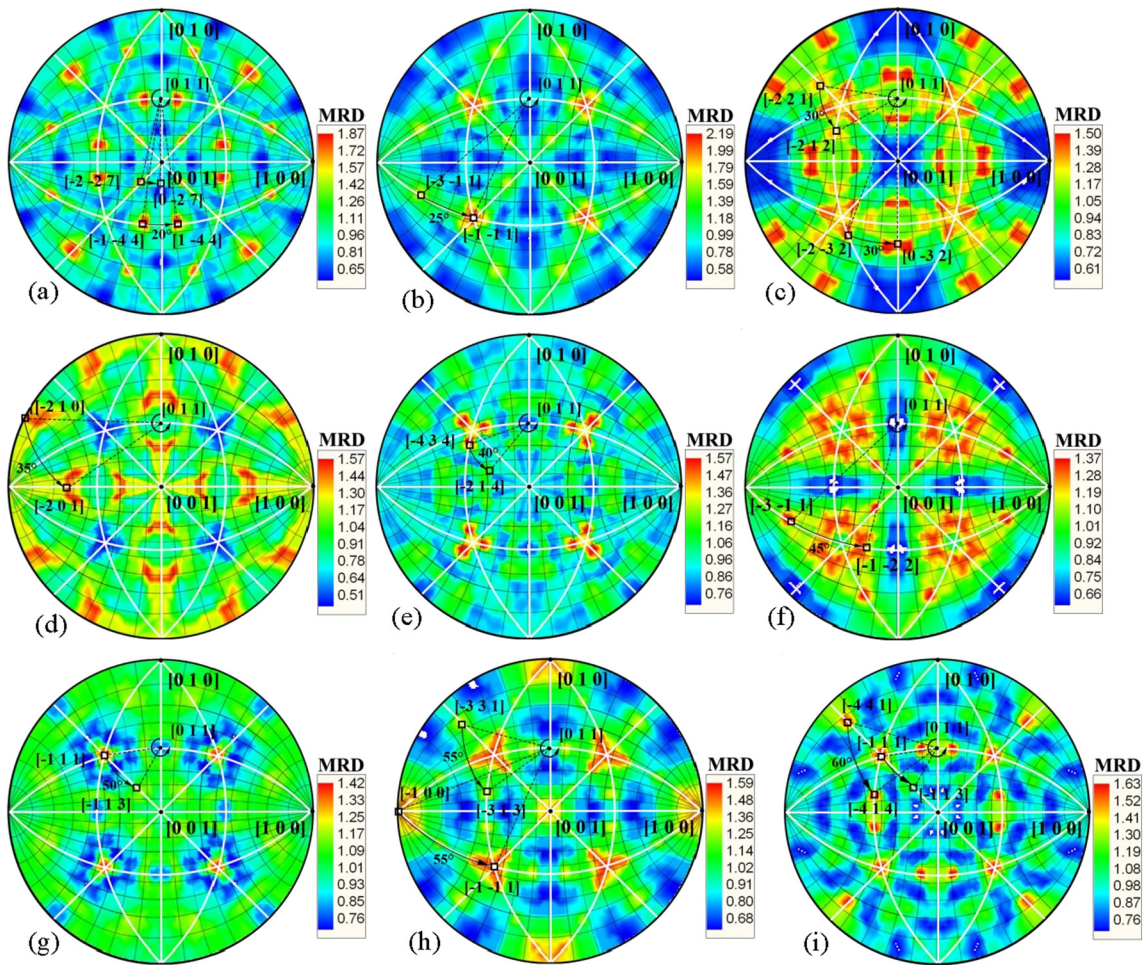 [0 1 0]
[0 1 1]
[0 0 1]
[1 0 0]
[-2 -2 7]
[0 -2 7]
[-1 -4 4]
[1 -4 4]
20°
(a)
MRD
1.87
1.72
1.57
1.42
1.26
1.11
0.96
0.80
0.65
[0 1 0]
[0 1 1]
[0 0 1]
[1 0 0]
[-3 -1 1]
25°
[-1 -1 1]
(b)
MRD
2.19
1.99
1.79
1.59
1.39
1.18
0.98
0.78
0.58
[0 1 0]
[0 1 1]
[-2 2 1]
30°
[-2 1 2]
[0 0 1]
[1 0 0]
[-2 -3 2]
30°
[0 -3 2]
(c)
MRD
1.50
1.39
1.28
1.17
1.05
0.94
0.83
0.72
0.61
[0 1 0]
[-2 1 0]
[0 1 1]
35°
[-2 0 1]
[0 0 1]
[1 0 0]
(d)
MRD
1.57
1.44
1.30
1.17
1.04
0.91
0.78
0.64
0.51
[0 1 0]
[0 1 1]
[-4 3 4]
40°
[-2 1 4]
[0 0 1]
[1 0 0]
(e)
MRD
1.67
1.56
1.46
1.36
1.26
1.16
1.06
0.96
0.86
0.76
[0 1 0]
[0 1 1]
[0 0 1]
[1 0 0]
[-3 -1 1]
45°
[-1 -2 2]
(f)
MRD
1.37
1.28
1.19
1.10
1.01
0.92
0.84
0.75
0.66
[0 1 0]
[0 1 1]
[-1 1 1]
50°
[-1 1 3]
[0 0 1]
[1 0 0]
(g)
MRD
1.42
1.33
1.25
1.17
1.09
1.01
0.93
0.84
0.76
[0 1 0]
[-3 3 1]
[0 1 1]
55°
[-1 0 0]
[-3 1 3]
[0 0 1]
[1 0 0]
55°
[-1 -1 1]
(h)
MRD
1.59
1.48
1.36
1.25
1.14
1.02
0.91
0.80
0.68
[0 1 0]
[-4 4 1]
[0 1 1]
[-1 1 1]
60°
[-1 1 3]
[-4 1 4]
[0 0 1]
[1 0 0]
(i)
MRD
1.63
1.52
1.41
1.30
1.19
1.09
0.98
0.87
0.76